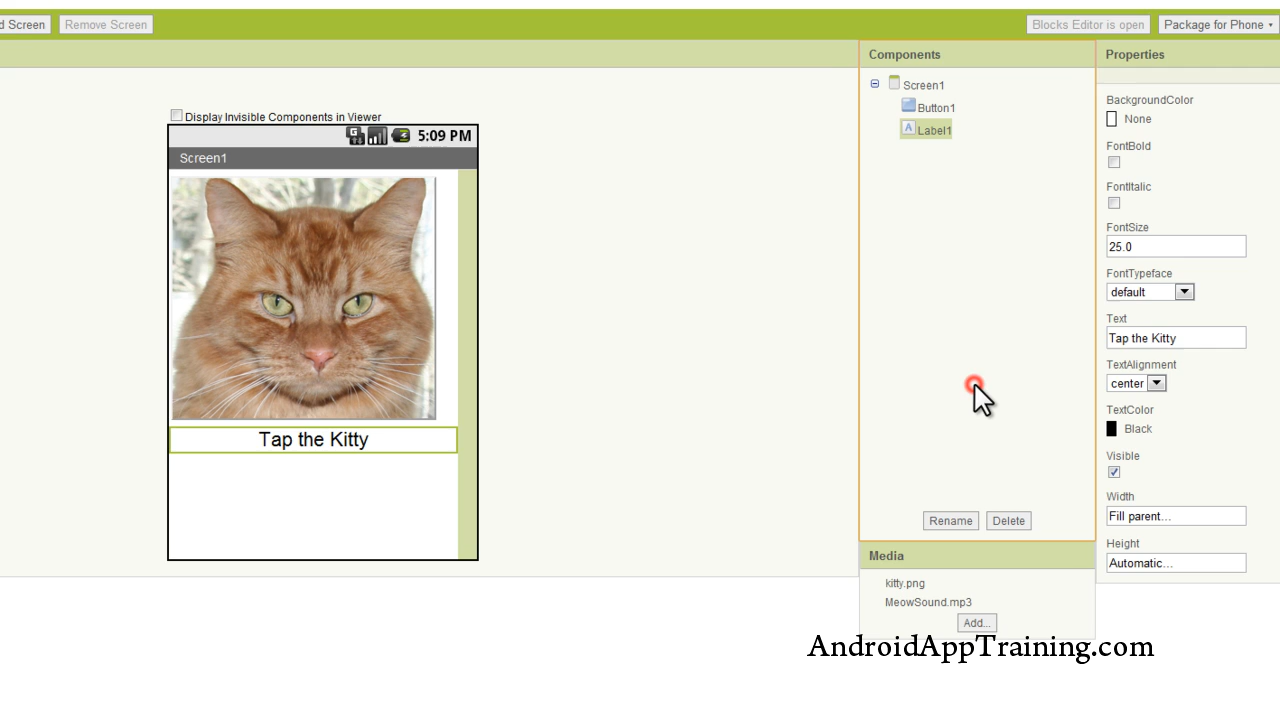 d Screen
Remove Screen
Blocks Editor is open
Package for Phone
Components
Properties
Screen1
Button1
Label1
Display Invisible Components in Viewer
5:09 PM
Screen1
Tap the Kitty
BackgroundColor
None
FontBold
FontItalic
FontSize
25.0
FontTypeface
default
Text
Tap the Kitty
TextAlignment
center
TextColor
Black
Visible
Width
Fill parent...
Height
Automatic...
Rename
Delete
Media
kitty.png
MeowSound.mp3
Add...
AndroidAppTraining.com